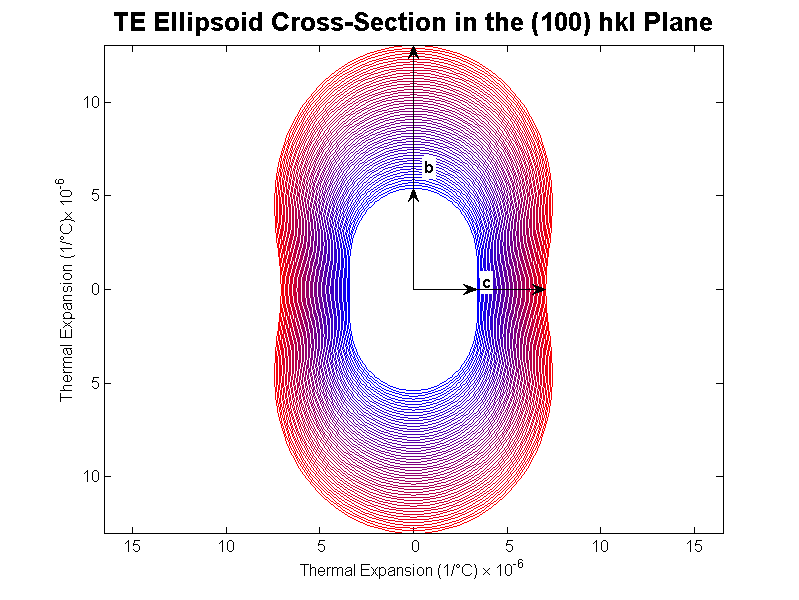 TE Ellipsoid Cross-Section in the (100) hkl Plane
10
5
0
5
10
Thermal Expansion (1/°C)× 10^-6
b
c
15 10 5 0 5 10 15
Thermal Expansion (1/°C) × 10^-6